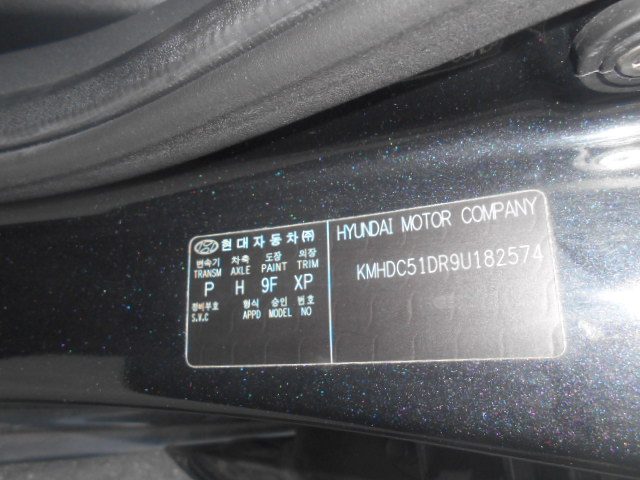 현대자동차㈜
변속기 차축 도장 의장
TRANSM AXLE PAINT TRIM
P H 9F XP
정비부호 형식 승인 번호
S.V.C APPD MODEL NO
HYUNDAI MOTOR COMPANY
KMHDC51DR9U182574